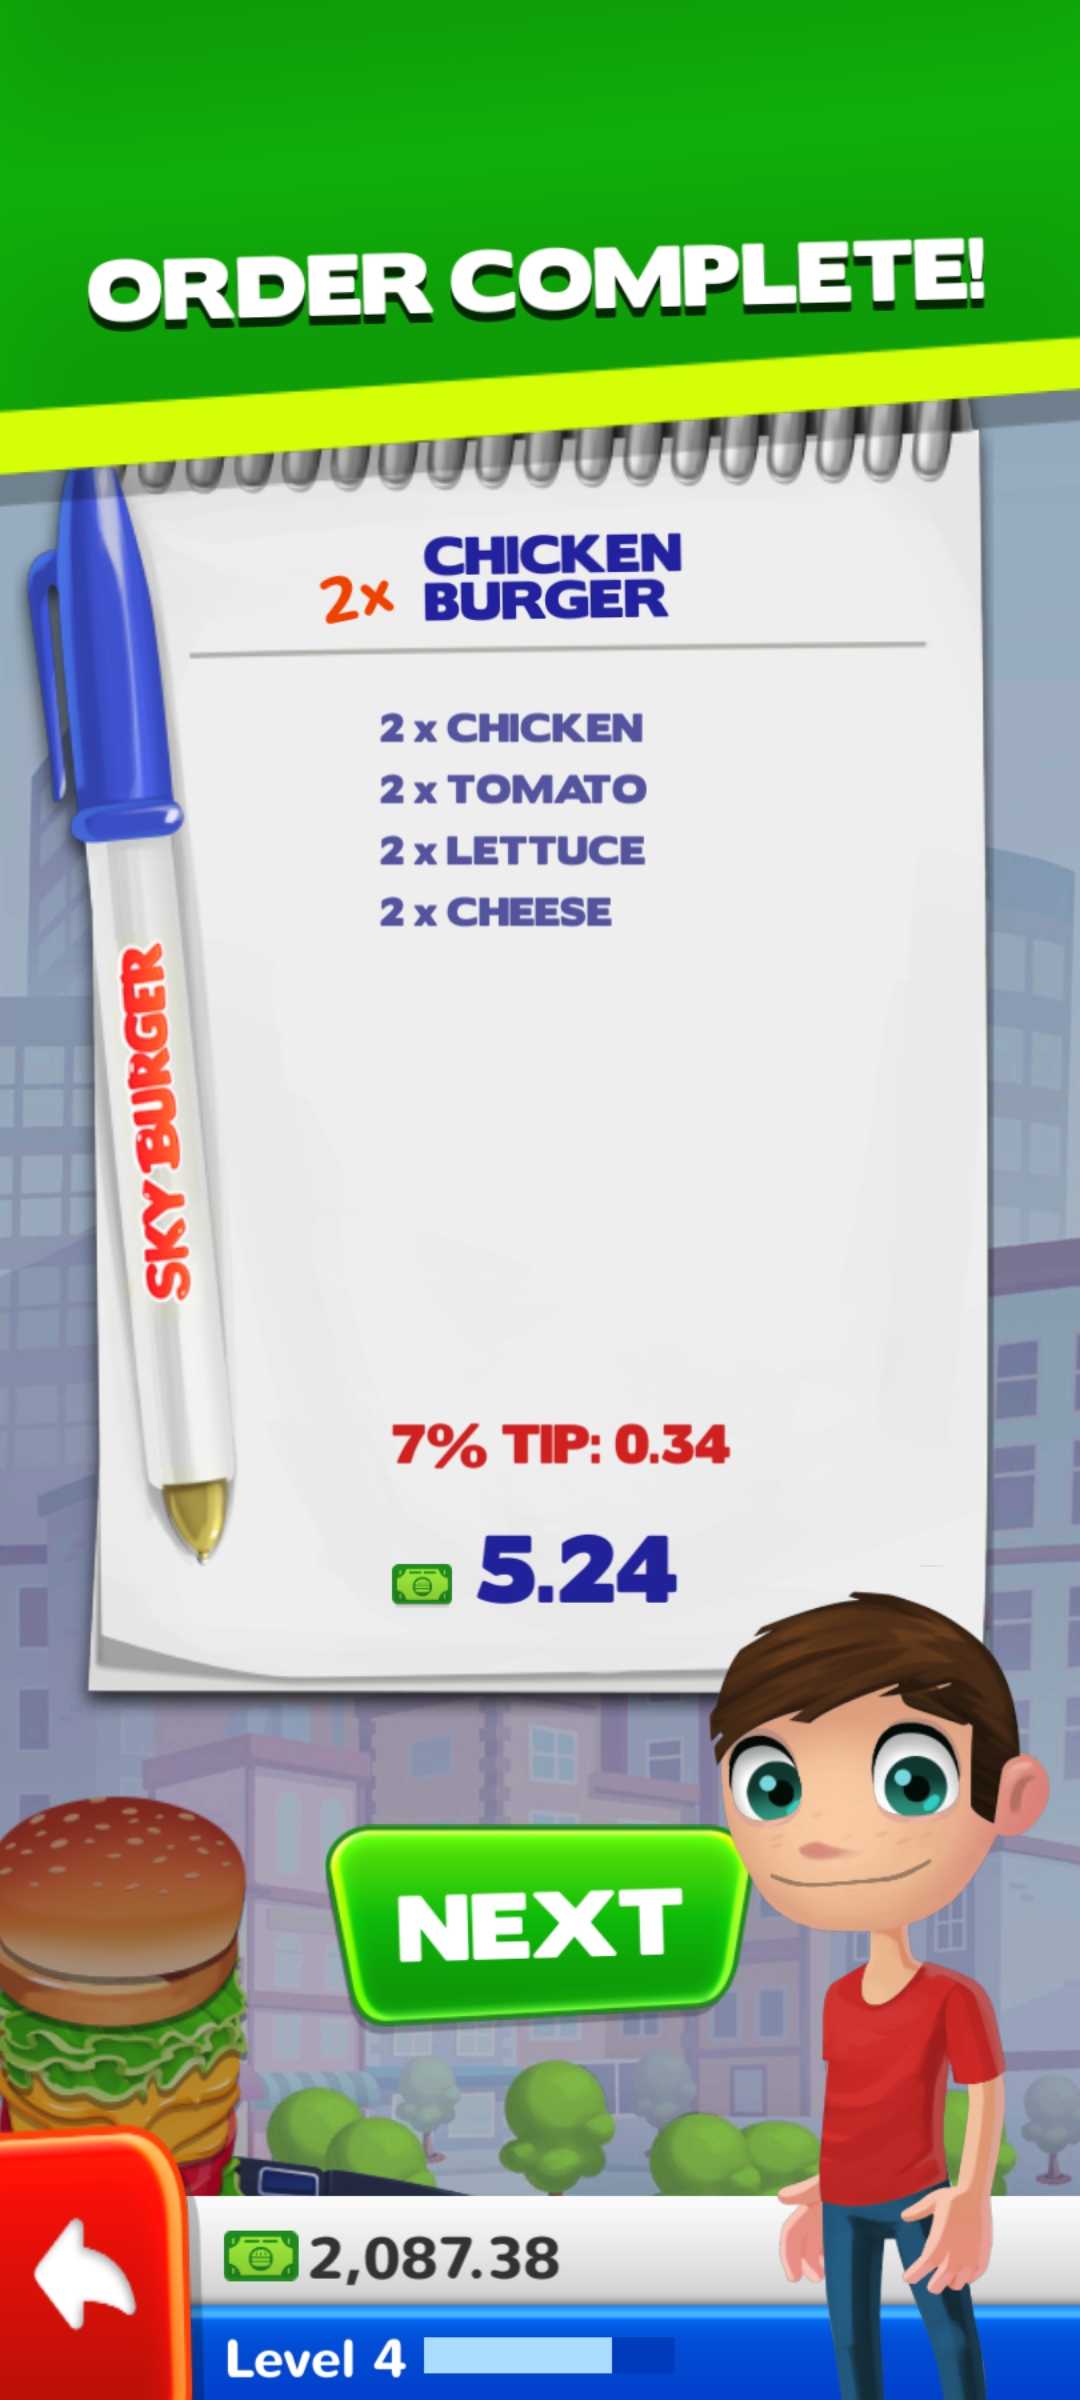 ORDER COMPLETE!
2x CHICKEN
BURGER
2 x CHICKEN
2 x TOMATO
2 x LETTUCE
2 x CHEESE
SKY BURGER
7% TIP: 0.34
5.24
NEXT
2,087.38
Level 4